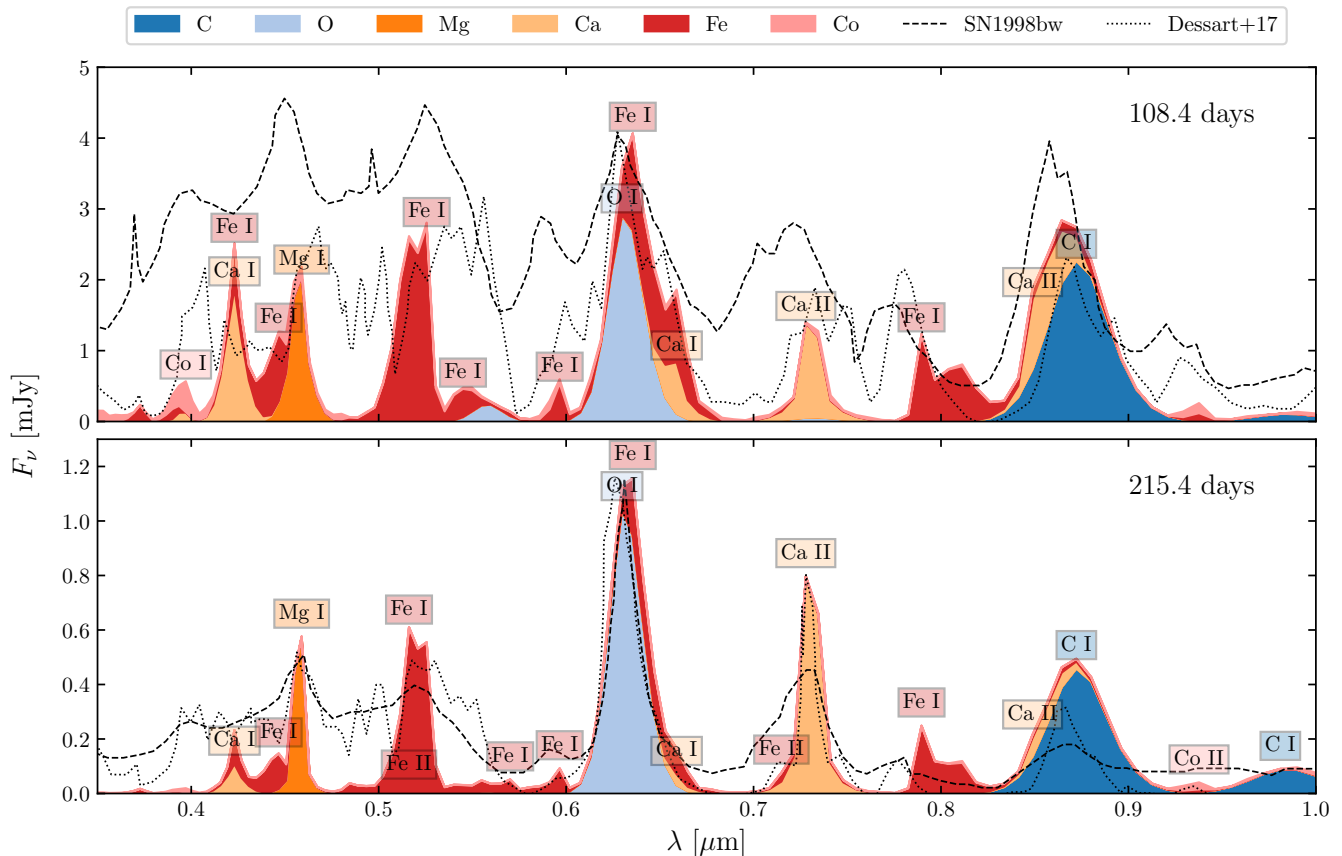 C O Mg Ca Fe Co SN1998bw Dessart+17
5
4
3
2
1
0
108.4 days
Fe I
O I
Fe I
Fe I
Ca I
Mg I
C I
Ca II
Ca II
Fe I
Fe I
Ca I
Co I
Fe I
Fe I
F_ν [mJy]
1.2
1.0
0.8
0.6
0.4
0.2
0.0
215.4 days
Fe I
O I
Ca II
Mg I
Fe I
C I
Fe I
Ca II
Fe I
Ca I
Fe I
Fe I
Fe II
Ca I
Fe II
Co II
C I
0.4 0.5 0.6 0.7 0.8 0.9 1.0
λ [μm]